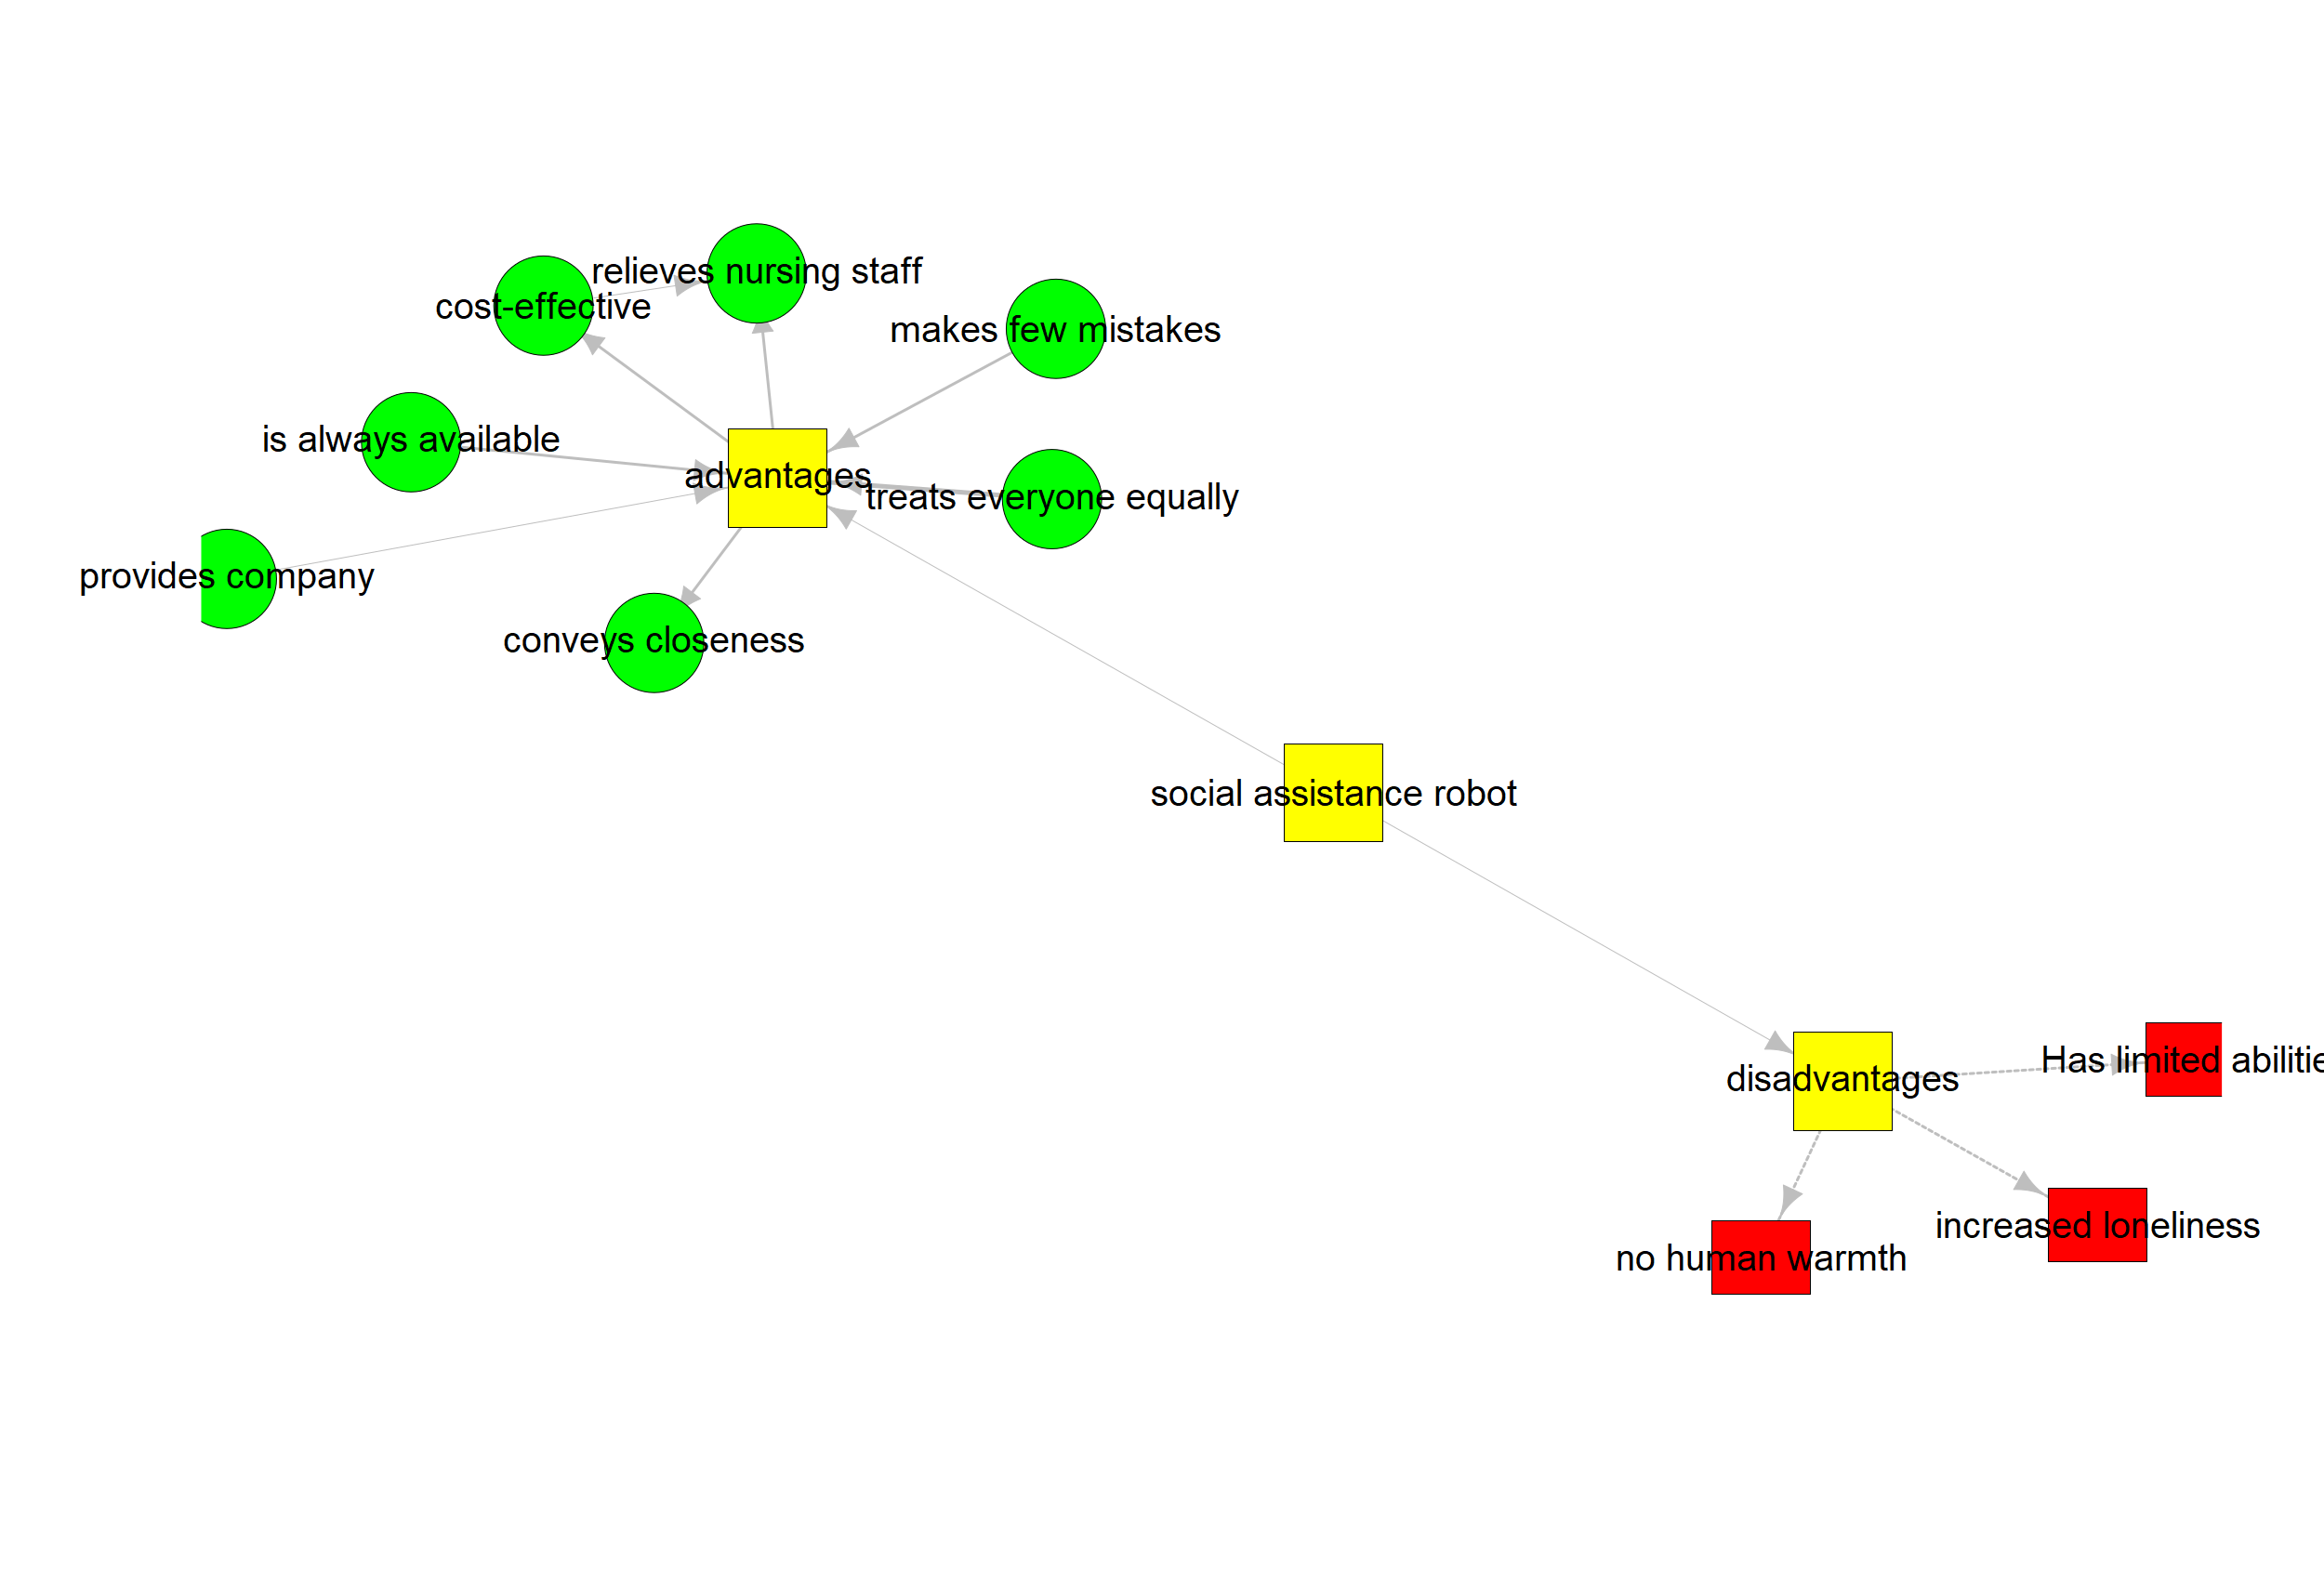 relieves nursing staff
cost-effective
makes few mistakes
is always available
advantages
treats everyone equally
provides company
conveys closeness
social assistance robot
Has limited abilitie
disadvantages
increased loneliness
no human warmth